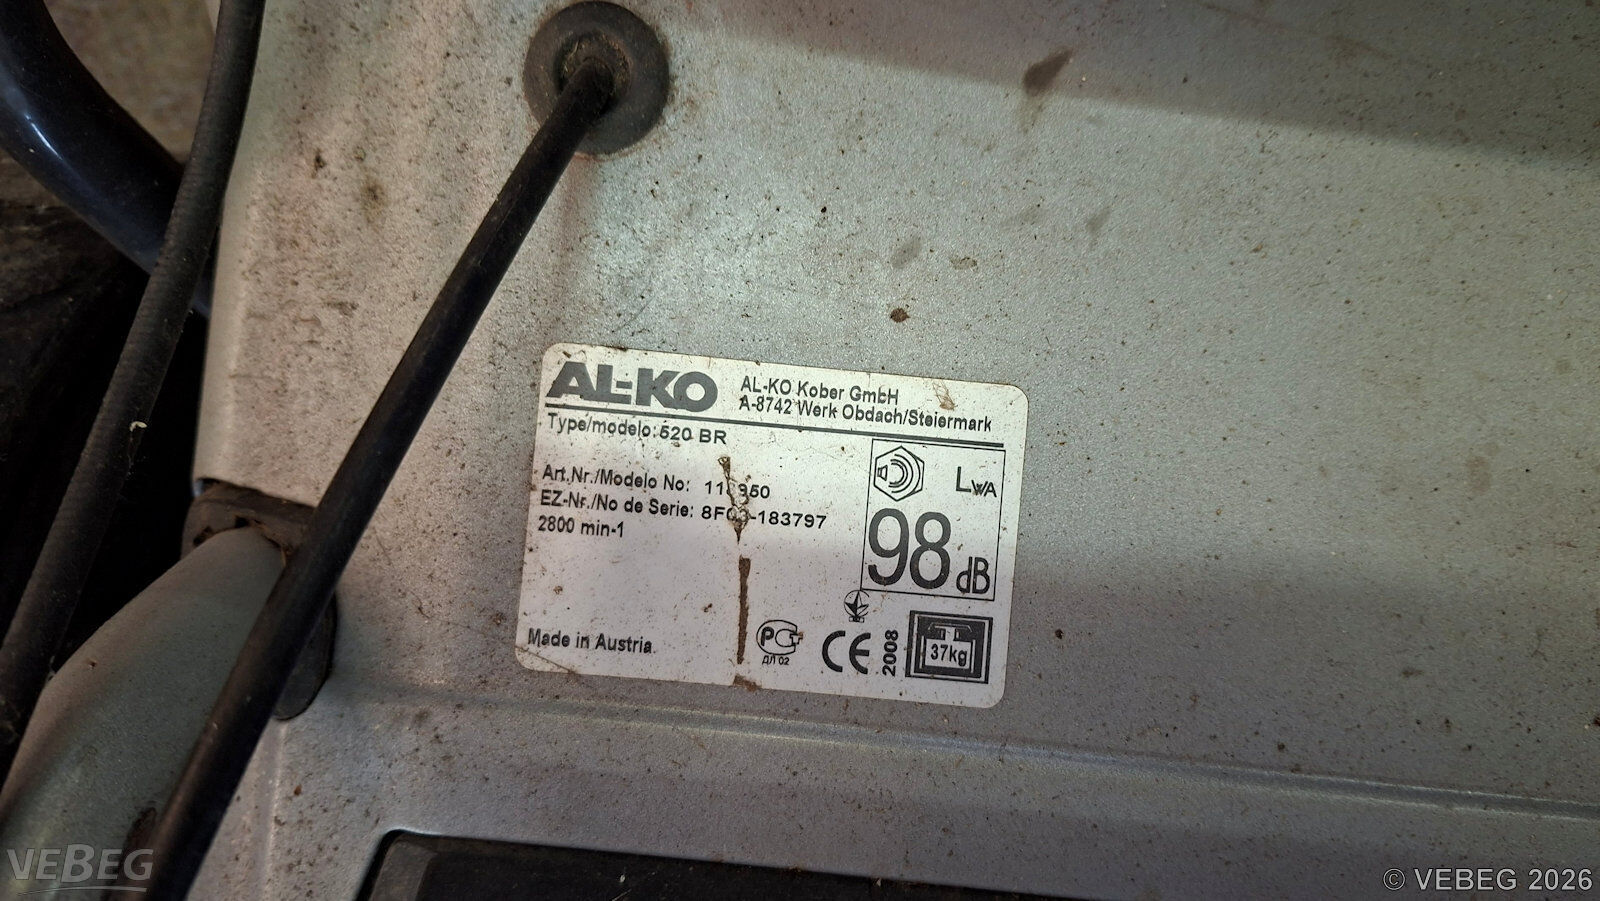 AL-KO
AL-KO Kober GmbH
A-8742 Werk Obdach/Steiermark
Type/modelo: 520 BR
Art.Nr./Modelo No:
EZ-Nr./No de Serie:
2800 min-1
LWA
98 dB
Made in Austria
РСТ
ДЛ 02
CE
2008
37kg
VEBEG
© VEBEG 2026